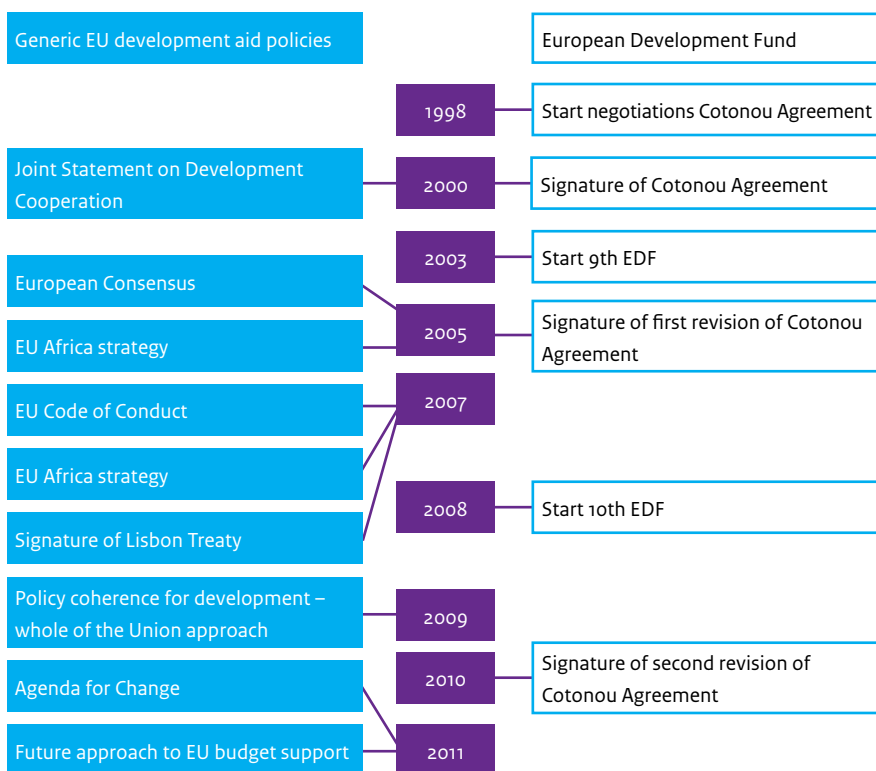 Generic EU development aid policies
European Development Fund
1998
Start negotiations Cotonou Agreement
Joint Statement on Development
Cooperation
2000
Signature of Cotonou Agreement
2003
Start 9th EDF
European Consensus
EU Africa strategy
2005
Signature of first revision of Cotonou
Agreement
EU Code of Conduct
2007
EU Africa strategy
Signature of Lisbon Treaty
2008
Start 10th EDF
Policy coherence for development –
whole of the Union approach
2009
2010
Signature of second revision of
Cotonou Agreement
Agenda for Change
Future approach to EU budget support
2011